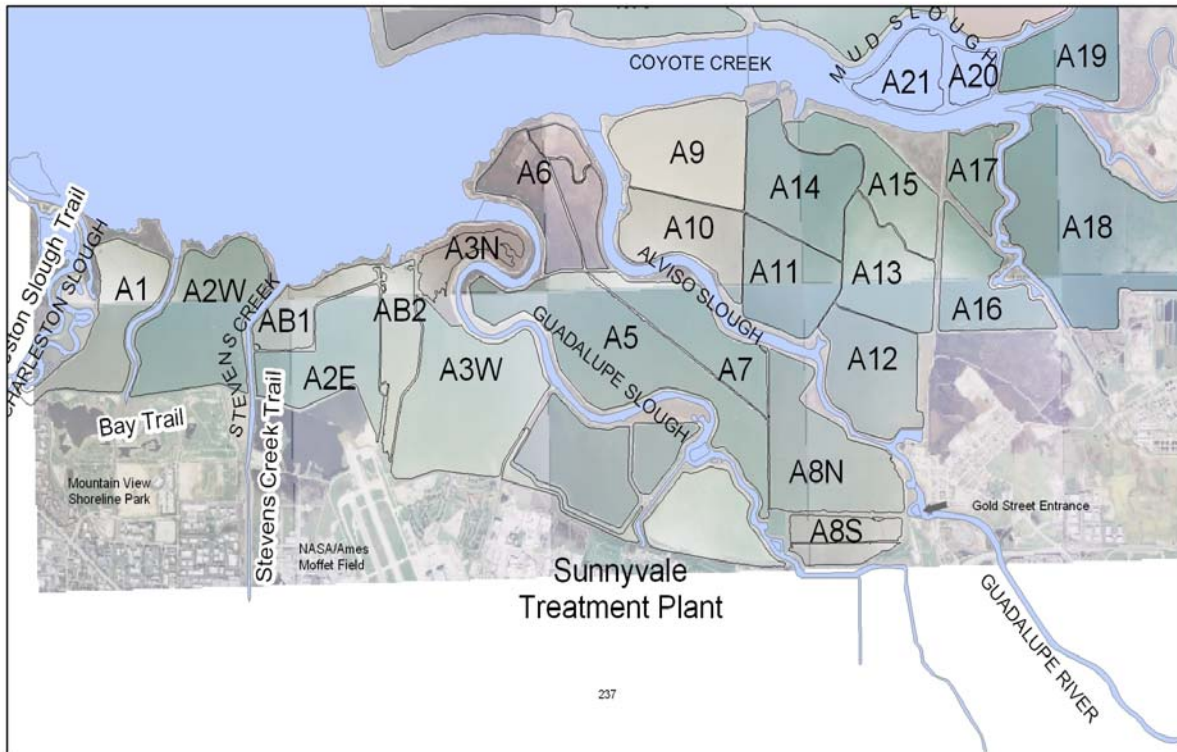 MUD SLOUGH
COYOTE CREEK
A21
A20
A19
A9
A6
A14
A15
A17
A10
A18
Charleston Slough Trail
CHARLESTON SLOUGH
A3N
ALVISO SLOUGH
A1
A2W
STEVENS CREEK
AB1
AB2
A11
A13
A16
GUADALUPE SLOUGH
A5
A7
A12
A2E
A3W
Bay Trail
Stevens Creek Trail
Mountain View
Shoreline Park
A8N
Gold Street Entrance
A8S
NASA/Ames
Moffet Field
Sunnyvale
Treatment Plant
GUADALUPE RIVER
237